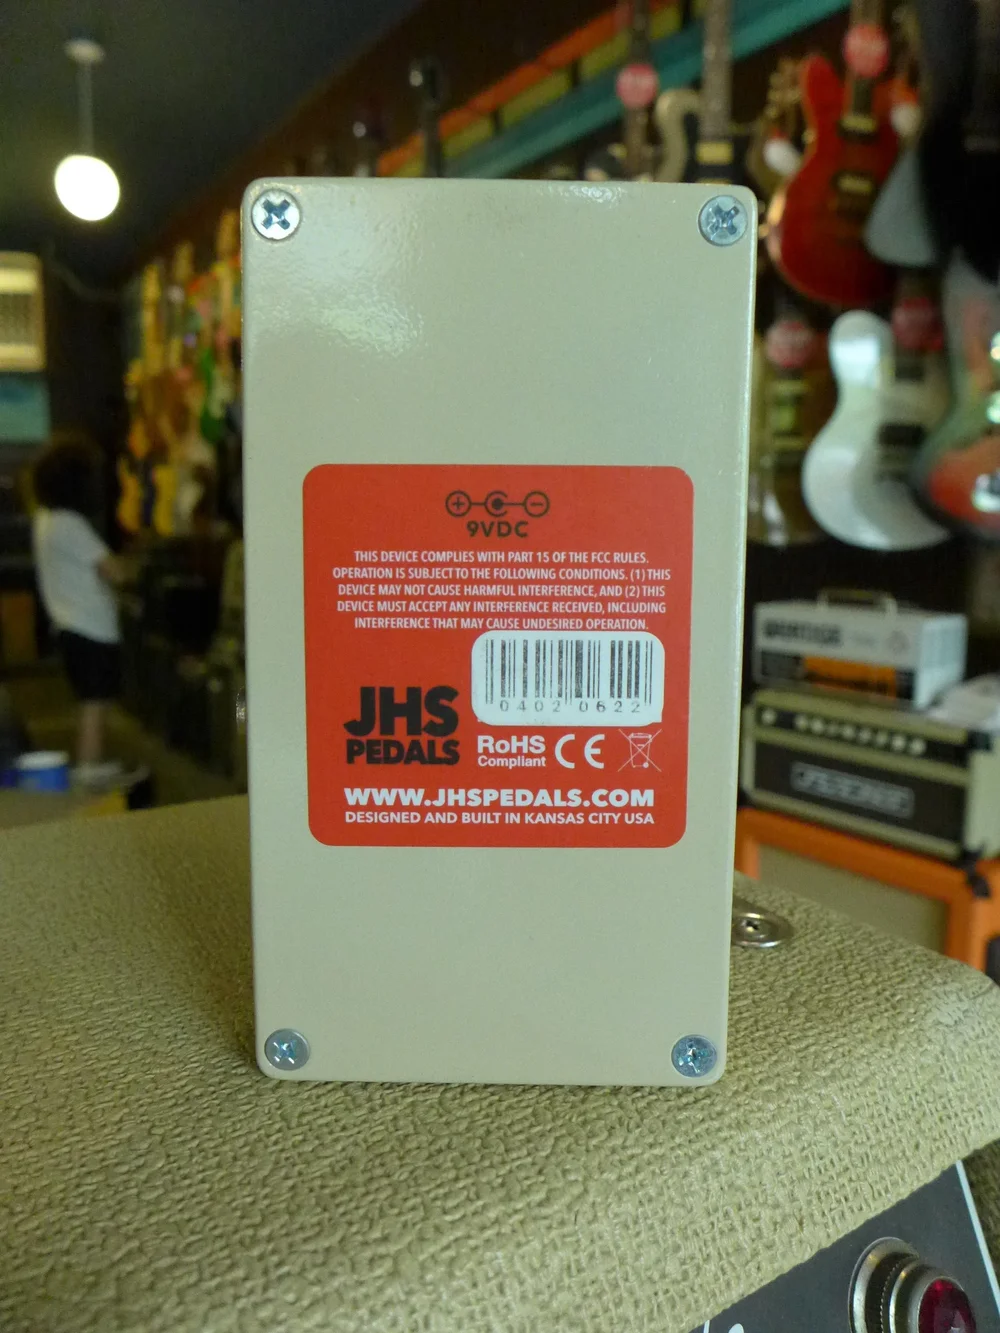 9VDC
THIS DEVICE COMPLIES WITH PART 15 OF THE FCC RULES.
OPERATION IS SUBJECT TO THE FOLLOWING CONDITIONS. (1) THIS
DEVICE MAY NOT CAUSE HARMFUL INTERFERENCE, AND (2) THIS
DEVICE MUST ACCEPT ANY INTERFERENCE RECEIVED, INCLUDING
INTERFERENCE THAT MAY CAUSE UNDESIRED OPERATION.
0402 0622
JHS
PEDALS
RoHS
Compliant
CE
WWW.JHSPEDALS.COM
DESIGNED AND BUILT IN KANSAS CITY USA